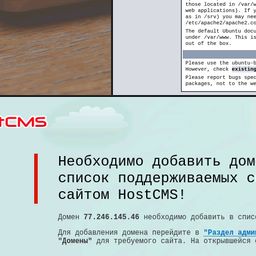 those located in /var/w
web applications). If y
as in /srv) you may nee
/etc/apache2/apache2.co
The default Ubuntu docu
under /var/www. This is
out of the box.
Please use the ubuntu-b
However, check existing
Please report bugs spec
packages, not to the we
CMS
Необходимо добавить дом
список поддерживаемых с
сайтом HostCMS!
Домен 77.246.145.46 необходимо добавить в списо
Для добавления домена перейдите в "Раздел адми
"Домены" для требуемого сайта. На открывшейся с